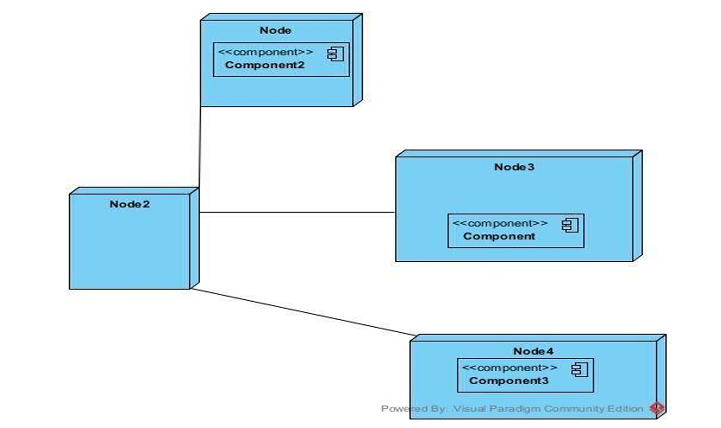 Node
<<component>>
Component2
Node3
Node2
<<component>>
Component
Node4
<<component>>
Component3
Powered By: Visual Paradigm Community Edition